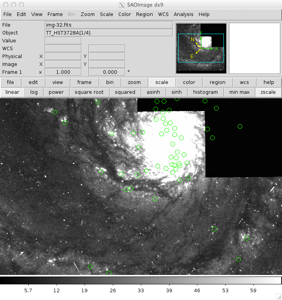 SAOImage ds9
File Edit Frame Bin Zoom Scale Color Region WCS Analysis Help
File img-32.fits
Object TT_HST3728A[1/4]
Value
WCS
Physical X Y
Image X Y
Frame 1 x 1.000 0.000 °
file edit view frame bin zoom scale color region wcs help
linear log power square root squared asinh sinh histogram min max zscale
5.7 12 19 26 33 39 46 53 59